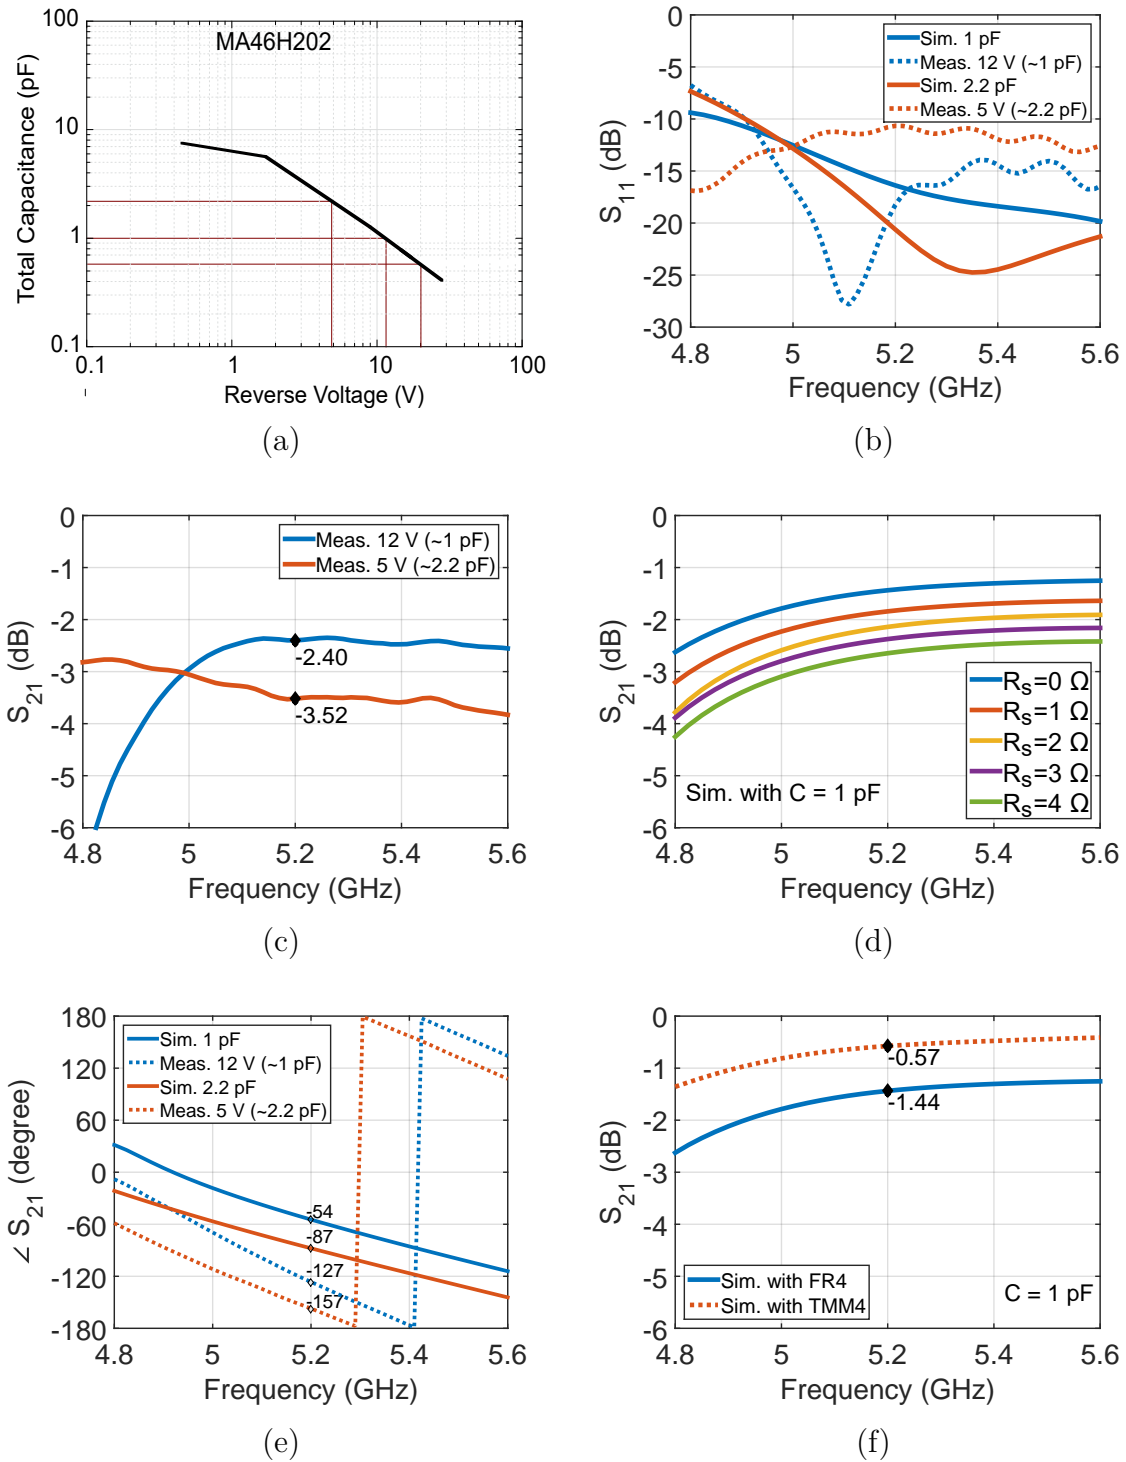 MA46H202
100
10
1
0.1
Total Capacitance (pF)
0.1
1
10
100
Reverse Voltage (V)
(a)
0
-5
-10
-15
-20
-25
-30
S11 (dB)
Sim. 1 pF
Meas. 12 V (~1 pF)
Sim. 2.2 pF
Meas. 5 V (~2.2 pF)
4.8
5
5.2
5.4
5.6
Frequency (GHz)
(b)
0
-1
-2
-3
-4
-5
-6
S21 (dB)
Meas. 12 V (~1 pF)
Meas. 5 V (~2.2 pF)
-2.40
-3.52
4.8
5
5.2
5.4
5.6
Frequency (GHz)
(c)
0
-1
-2
-3
-4
-5
-6
S21 (dB)
Rs=0 Ω
Rs=1 Ω
Rs=2 Ω
Rs=3 Ω
Rs=4 Ω
Sim. with C = 1 pF
4.8
5
5.2
5.4
5.6
Frequency (GHz)
(d)
180
120
60
0
-60
-120
-180
∠ S21 (degree)
Sim. 1 pF
Meas. 12 V (~1 pF)
Sim. 2.2 pF
Meas. 5 V (~2.2 pF)
-54
-87
-127
-157
4.8
5
5.2
5.4
5.6
Frequency (GHz)
(e)
0
-1
-2
-3
-4
-5
-6
S21 (dB)
-0.57
-1.44
Sim. with FR4
Sim. with TMM4
C = 1 pF
4.8
5
5.2
5.4
5.6
Frequency (GHz)
(f)